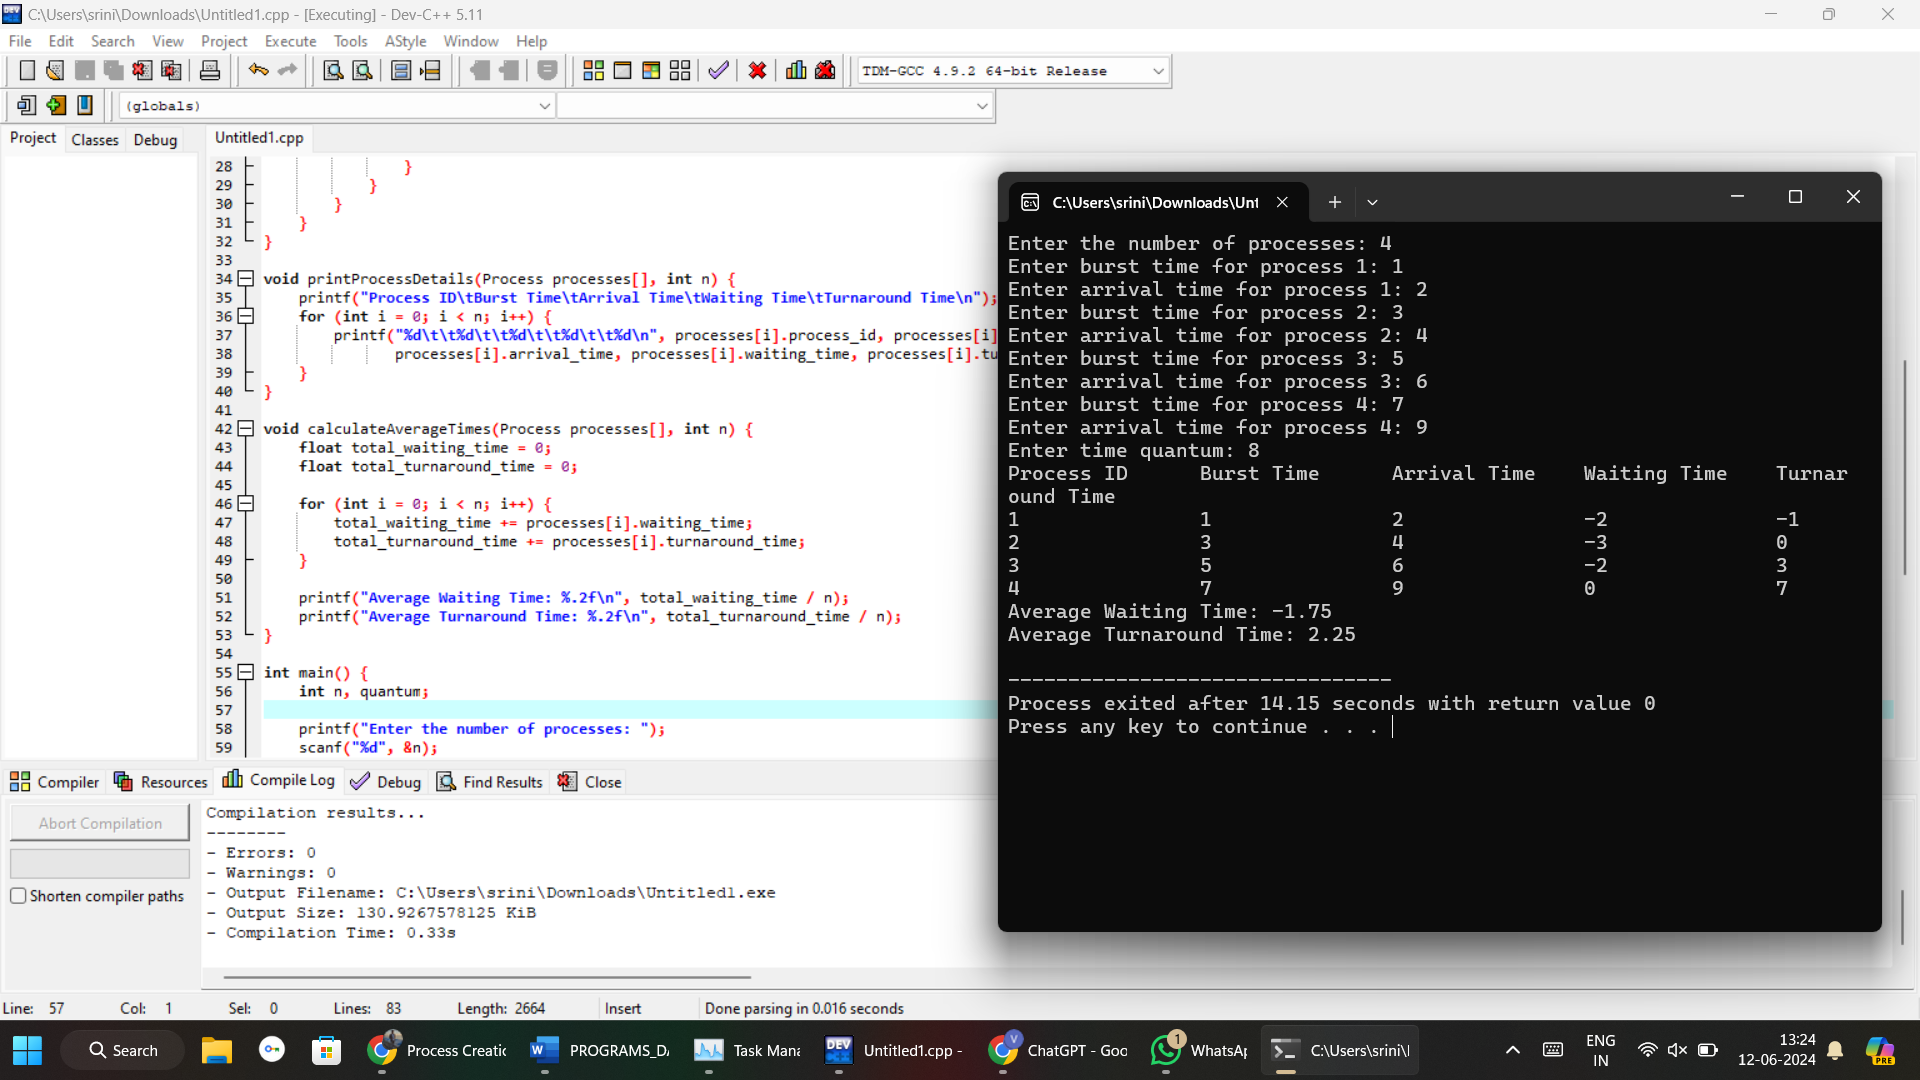 C:\Users\srini\Downloads\Untitled1.cpp - [Executing] - Dev-C++ 5.11
File Edit Search View Project Execute Tools AStyle Window Help
TDM-GCC 4.9.2 64-bit Release
(globals)
Project Classes Debug
Untitled1.cpp
28 }
29 }
30 }
31 }
32 }
33
34 void printProcessDetails(Process processes[], int n) {
35 printf("Process ID\tBurst Time\tArrival Time\tWaiting Time\tTurnaround Time\n");
36 for (int i = 0; i < n; i++) {
37 printf("%d\t\t%d\t\t%d\t\t%d\t\t%d\n", processes[i].process_id, processes[i]
38 processes[i].arrival_time, processes[i].waiting_time, processes[i].tu
39 }
40 }
41
42 void calculateAverageTimes(Process processes[], int n) {
43 float total_waiting_time = 0;
44 float total_turnaround_time = 0;
45
46 for (int i = 0; i < n; i++) {
47 total_waiting_time += processes[i].waiting_time;
48 total_turnaround_time += processes[i].turnaround_time;
49 }
50
51 printf("Average Waiting Time: %.2f\n", total_waiting_time / n);
52 printf("Average Turnaround Time: %.2f\n", total_turnaround_time / n);
53 }
54
55 int main() {
56 int n, quantum;
57
58 printf("Enter the number of processes: ");
59 scanf("%d", &n);
C:\Users\srini\Downloads\Unt
Enter the number of processes: 4
Enter burst time for process 1: 1
Enter arrival time for process 1: 2
Enter burst time for process 2: 3
Enter arrival time for process 2: 4
Enter burst time for process 3: 5
Enter arrival time for process 3: 6
Enter burst time for process 4: 7
Enter arrival time for process 4: 9
Enter time quantum: 8
Process ID Burst Time Arrival Time Waiting Time Turnar
ound Time
1 1 2 -2 -1
2 3 4 -3 0
3 5 6 -2 3
4 7 9 0 7
Average Waiting Time: -1.75
Average Turnaround Time: 2.25
--------------------------------
Process exited after 14.15 seconds with return value 0
Press any key to continue . . .
Compiler Resources Compile Log Debug Find Results Close
Abort Compilation
Shorten compiler paths
Compilation results...
--------
- Errors: 0
- Warnings: 0
- Output Filename: C:\Users\srini\Downloads\Untitled1.exe
- Output Size: 130.9267578125 KiB
- Compilation Time: 0.33s
Line: 57 Col: 1 Sel: 0 Lines: 83 Length: 2664 Insert Done parsing in 0.016 seconds
Search Process Creatic PROGRAMS_DA Task Mana DEV Untitled1.cpp - V ChatGPT - Goo 1 WhatsAp C:\Users\srini\ ENG 13:24
IN 12-06-2024 PRE